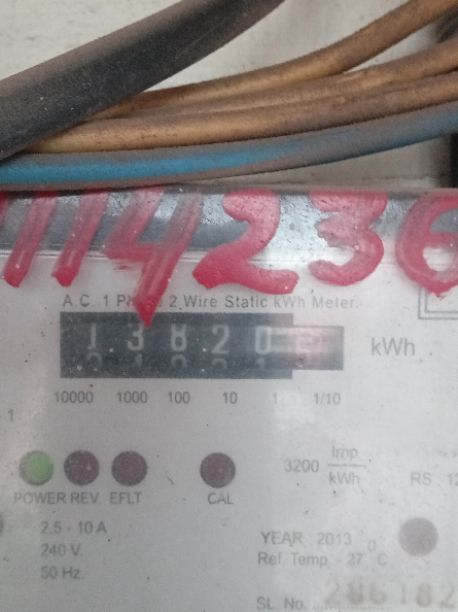 114236
A.C. 1 Phase 2 Wire Static kWh Meter.
13820 kWh
10000 1000 100 10 1 1/10
3200 Imp/kWh
POWER REV EFLT CAL
2.5 - 10 A
240 V.
50 Hz.
YEAR 2013
Ref. Temp. 27°C
SL. No. 286182